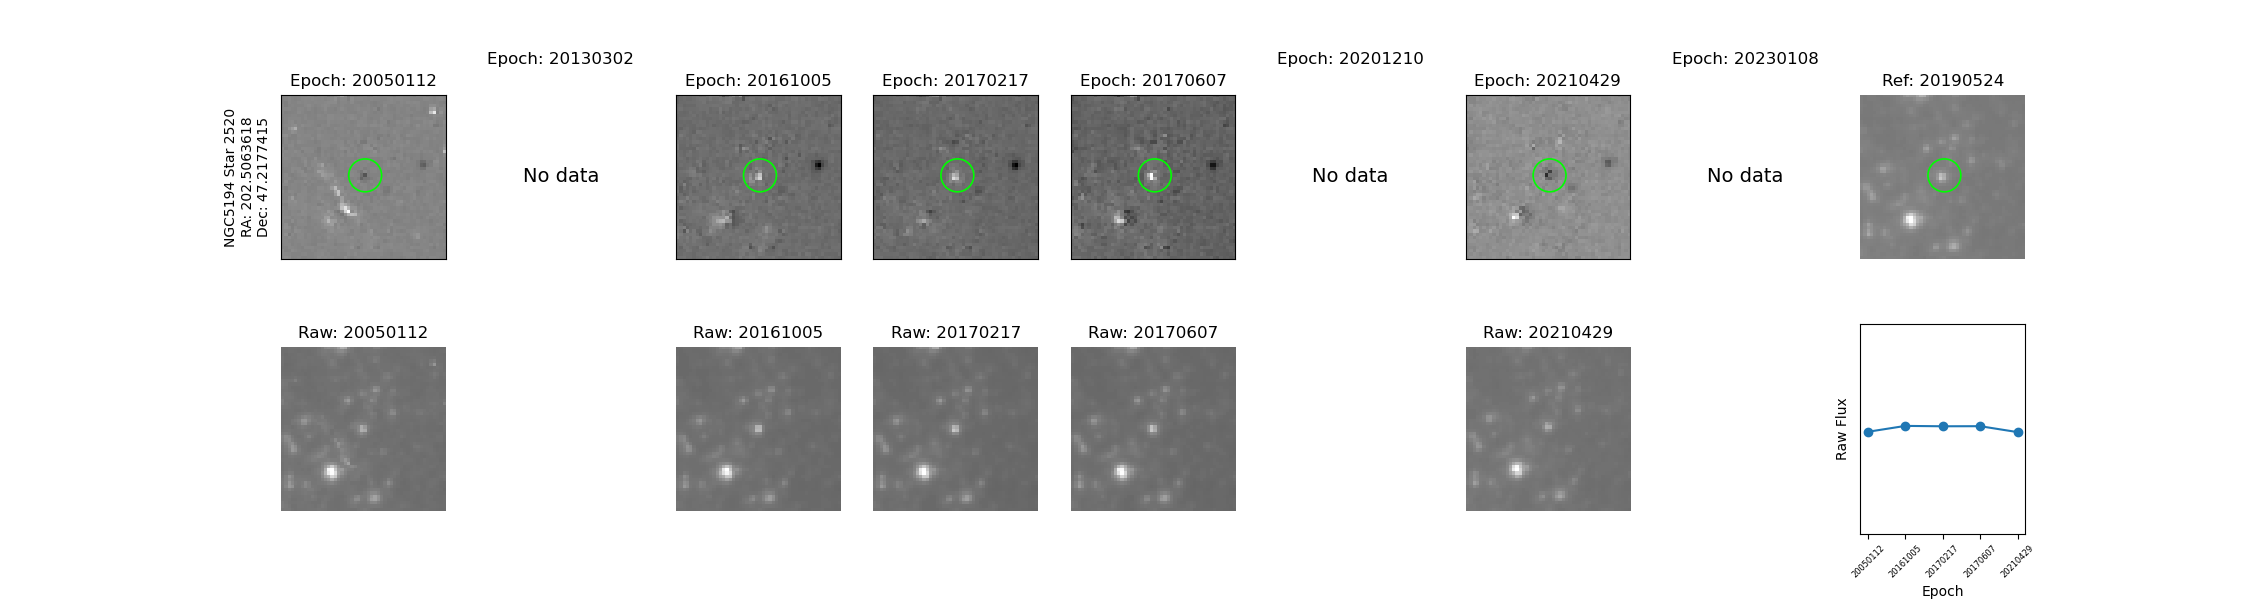 Epoch: 20130302
Epoch: 20201210
Epoch: 20230108
Epoch: 20050112
Epoch: 20161005
Epoch: 20170217
Epoch: 20170607
Epoch: 20210429
Ref: 20190524
NGC5194 Star 2520
RA: 202.5063618
Dec: 47.2177415
No data
No data
No data
Raw: 20050112
Raw: 20161005
Raw: 20170217
Raw: 20170607
Raw: 20210429
Raw Flux
20050112
20161005
20170217
20170607
20210429
Epoch